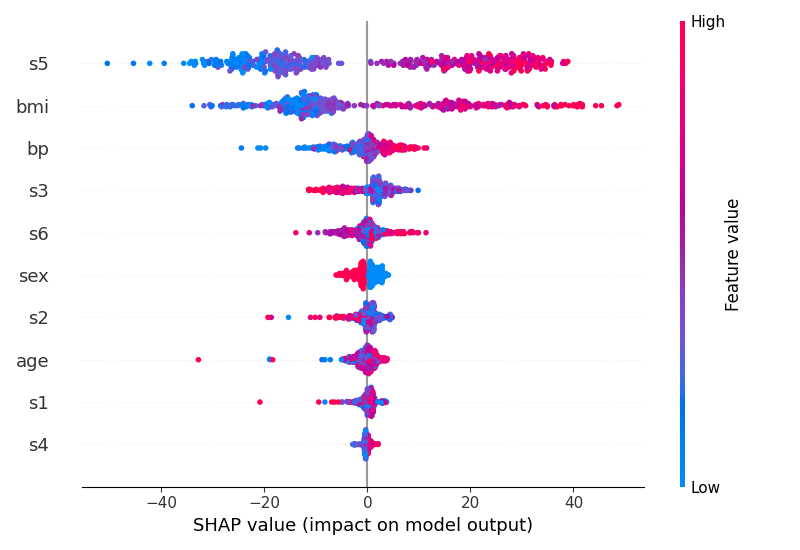 High
s5
bmi
bp
s3
s6
sex
s2
age
s1
s4
Feature value
Low
−40 −20 0 20 40
SHAP value (impact on model output)